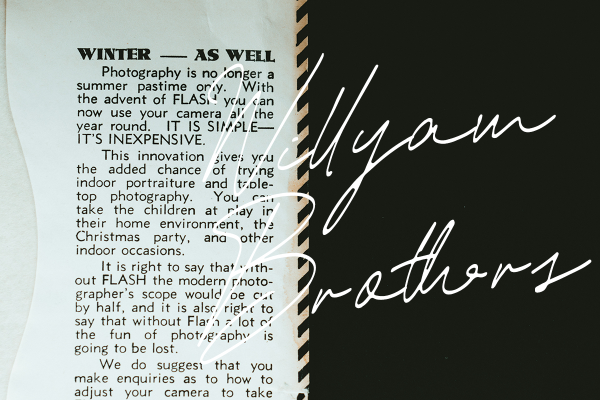 WINTER — AS WELL
Photography is no longer a
summer pastime only. With
the advent of FLASH you can
now use your camera all the
year round. IT IS SIMPLE—
IT'S INEXPENSIVE.
This innovation gives you
the added chance of trying
indoor portraiture and table-
top photography. You can
take the children at play in
their home environment, the
Christmas party, and other
indoor occasions.
It is right to say that with-
out FLASH the modern photo-
grapher's scope would be cut
by half, and it is also right to
say that without Flash a lot of
the fun of photography is
going to be lost.
We do suggest that you
make enquiries as to how to
adjust your camera to take
Willyam
Brothers